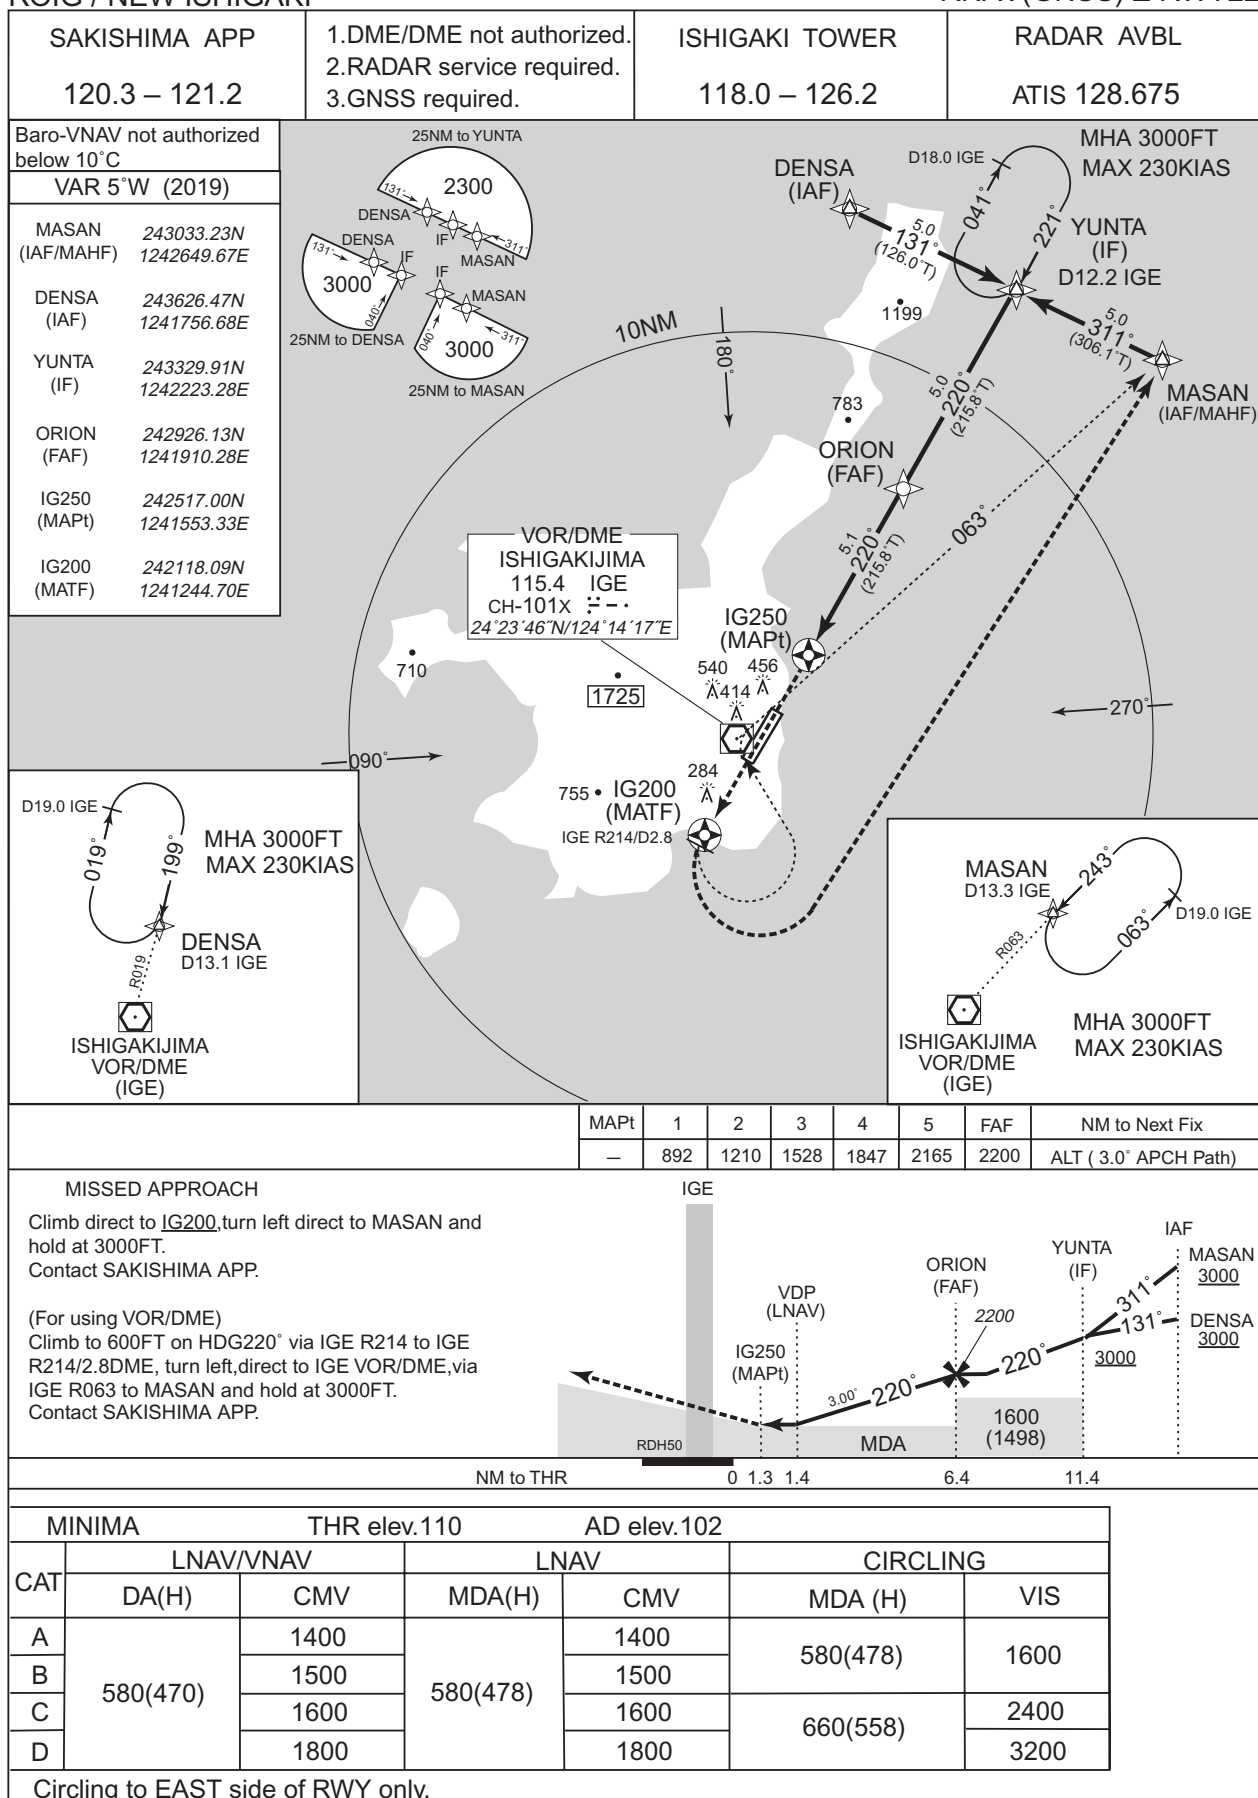 ROIG / NEW ISHIGAKI
SAKISHIMA APP
120.3 – 121.2
1.DME/DME not authorized.
2.RADAR service required.
3.GNSS required.
ISHIGAKI TOWER
118.0 – 126.2
RADAR AVBL
ATIS 128.675
Baro-VNAV not authorized
below 10˚C
VAR 5˚W (2019)
MASAN 243033.23N
(IAF/MAHF) 1242649.67E
DENSA 243626.47N
(IAF) 1241756.68E
YUNTA 243329.91N
(IF) 1242223.28E
ORION 242926.13N
(FAF) 1241910.28E
IG250 242517.00N
(MAPt) 1241553.33E
IG200 242118.09N
(MATF) 1241244.70E
25NM to YUNTA
2300
131˚
DENSA
IF
MASAN
311˚
DENSA
131˚
IF
3000
040˚
25NM to DENSA
IF
MASAN
040˚
3000
311˚
25NM to MASAN
DENSA
(IAF)
D18.0 IGE
MHA 3000FT
MAX 230KIAS
041˚
221˚
YUNTA
(IF)
D12.2 IGE
5.0
131˚
(126.0˚T)
5.0
311˚
(306.1˚T)
MASAN
(IAF/MAHF)
1199
10NM
180˚
783
5.0
220˚
(215.8˚T)
ORION
(FAF)
063˚
5.1
220˚
(215.8˚T)
VOR/DME
ISHIGAKIJIMA
115.4 IGE
CH-101X
24˚23´46˝N/124˚14´17˝E
IG250
(MAPt)
710
1725
540
456
414
270˚
090˚
284
755
IG200
(MATF)
IGE R214/D2.8
D19.0 IGE
019˚
199˚
MHA 3000FT
MAX 230KIAS
DENSA
D13.1 IGE
R019
ISHIGAKIJIMA
VOR/DME
(IGE)
MASAN
D13.3 IGE
243˚
063˚
D19.0 IGE
R063
ISHIGAKIJIMA
VOR/DME
(IGE)
MHA 3000FT
MAX 230KIAS
MAPt 1 2 3 4 5 FAF NM to Next Fix
– 892 1210 1528 1847 2165 2200 ALT ( 3.0˚ APCH Path)
MISSED APPROACH
Climb direct to IG200,turn left direct to MASAN and
hold at 3000FT.
Contact SAKISHIMA APP.
(For using VOR/DME)
Climb to 600FT on HDG220˚ via IGE R214 to IGE
R214/2.8DME, turn left,direct to IGE VOR/DME,via
IGE R063 to MASAN and hold at 3000FT.
Contact SAKISHIMA APP.
IGE
IG250
(MAPt)
VDP
(LNAV)
ORION
(FAF)
2200
YUNTA
(IF)
IAF
MASAN
3000
DENSA
3000
311˚
131˚
3000
220˚
3.00˚
220˚
RDH50
MDA
1600
(1498)
NM to THR 0 1.3 1.4 6.4 11.4
MINIMA THR elev.110 AD elev.102
CAT LNAV/VNAV LNAV CIRCLING
DA(H) CMV MDA(H) CMV MDA (H) VIS
A 580(470) 1400 580(478) 1400 580(478) 1600
B 1500 1500
C 1600 1600 660(558) 2400
D 1800 1800 3200
Circling to EAST side of RWY only.